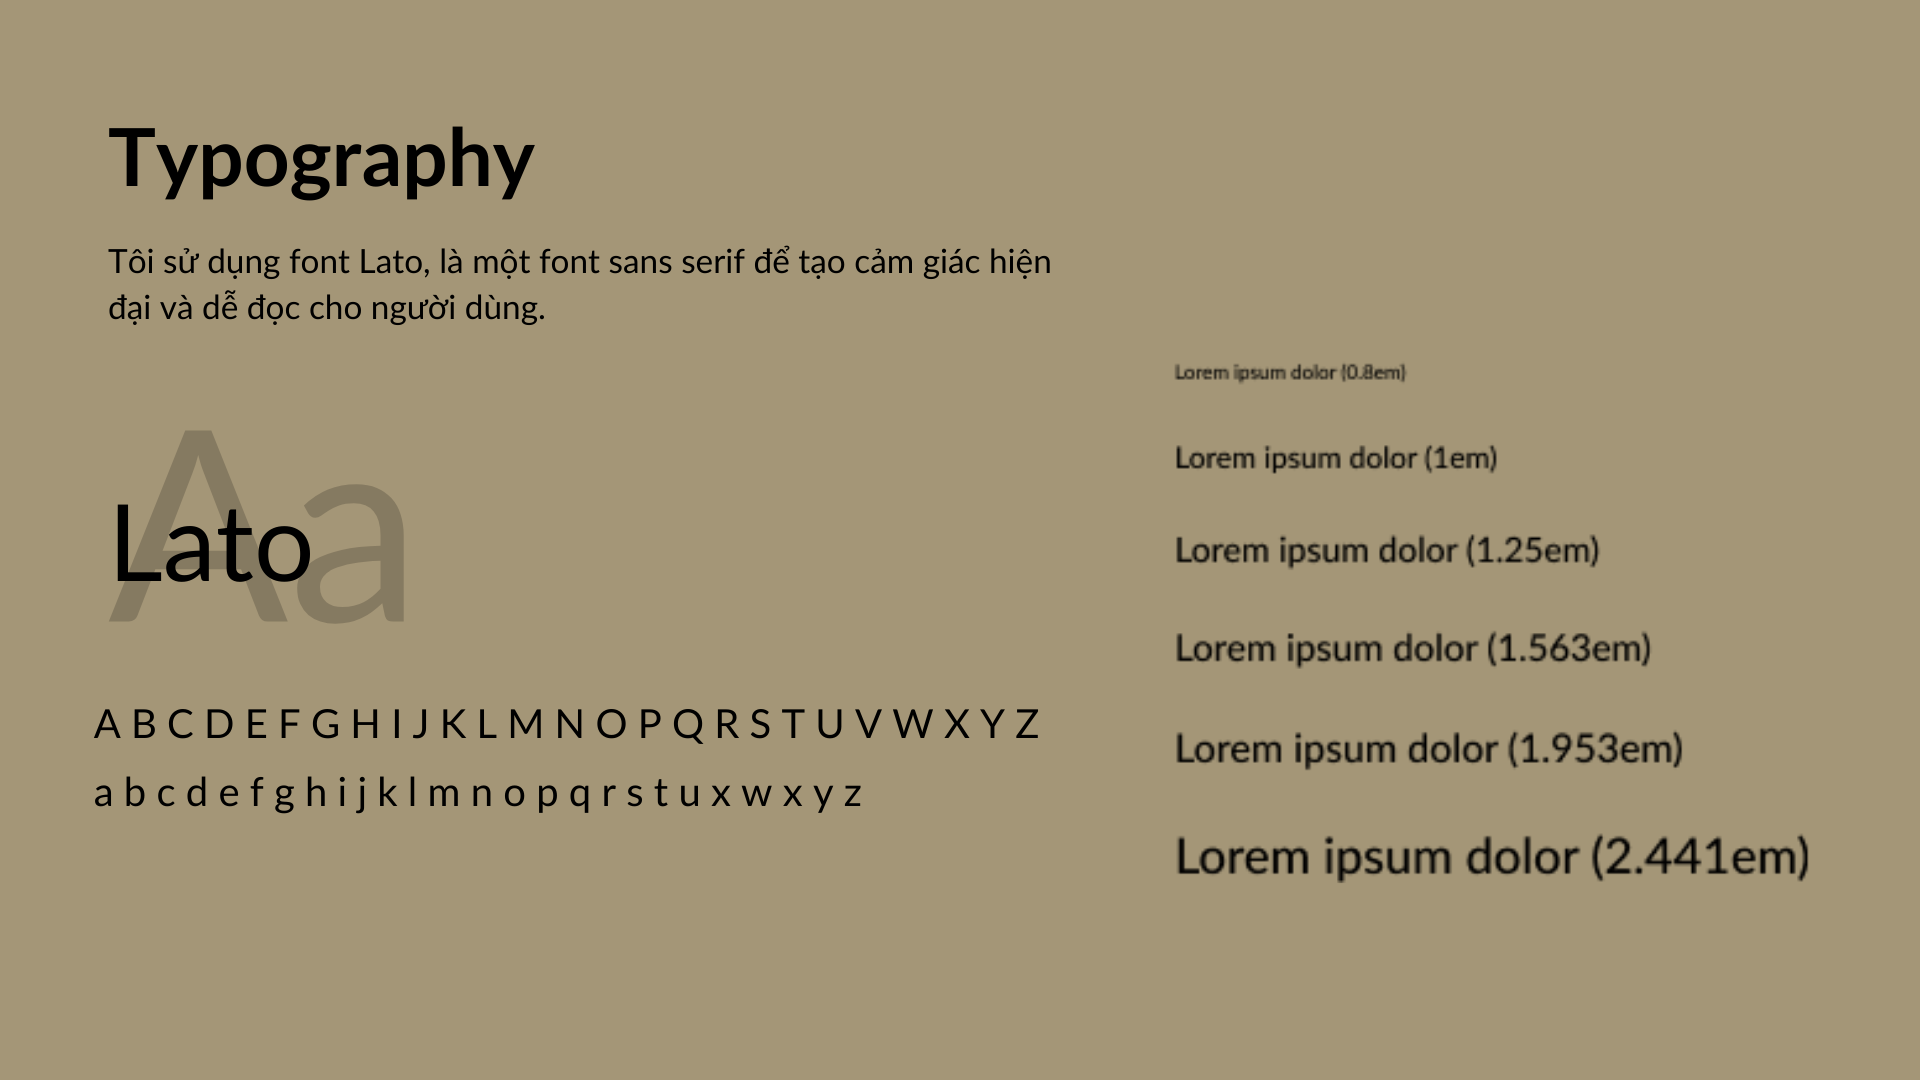 Typography
Tôi sử dụng font Lato, là một font sans serif để tạo cảm giác hiện
đại và dễ đọc cho người dùng.
Aa
Lato
A B C D E F G H I J K L M N O P Q R S T U V W X Y Z
a b c d e f g h i j k l m n o p q r s t u x w x y z
Lorem ipsum dolor (0.8em)
Lorem ipsum dolor (1em)
Lorem ipsum dolor (1.25em)
Lorem ipsum dolor (1.563em)
Lorem ipsum dolor (1.953em)
Lorem ipsum dolor (2.441em)